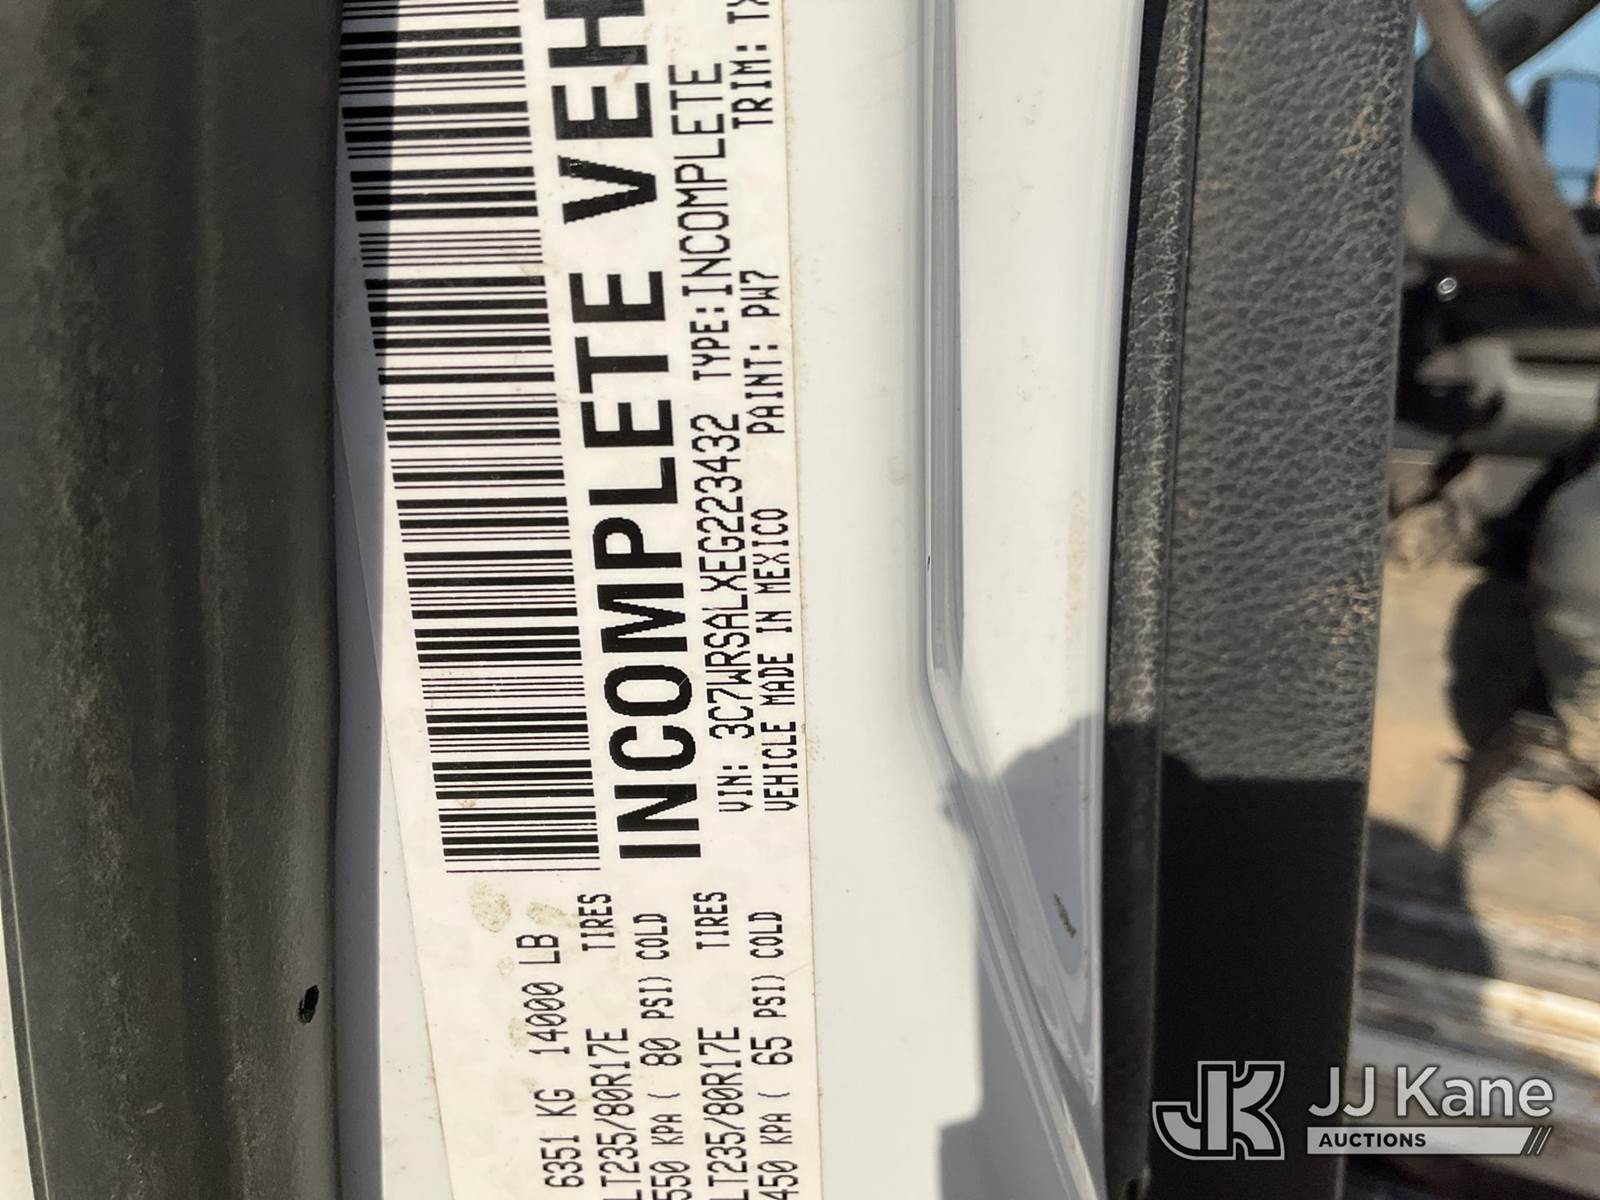 6351 KG 14000 LB
TIRES
LT235/80R17E
550 KPA ( 80 PSI) COLD
TIRES
LT235/80R17E
450 KPA ( 65 PSI) COLD
INCOMPLETE VEH
VIN: 3C7WRSALXEG223432 TYPE:INCOMPLETE
VEHICLE MADE IN MEXICO PAINT: PW7 TRIM: TX
JJ Kane
AUCTIONS